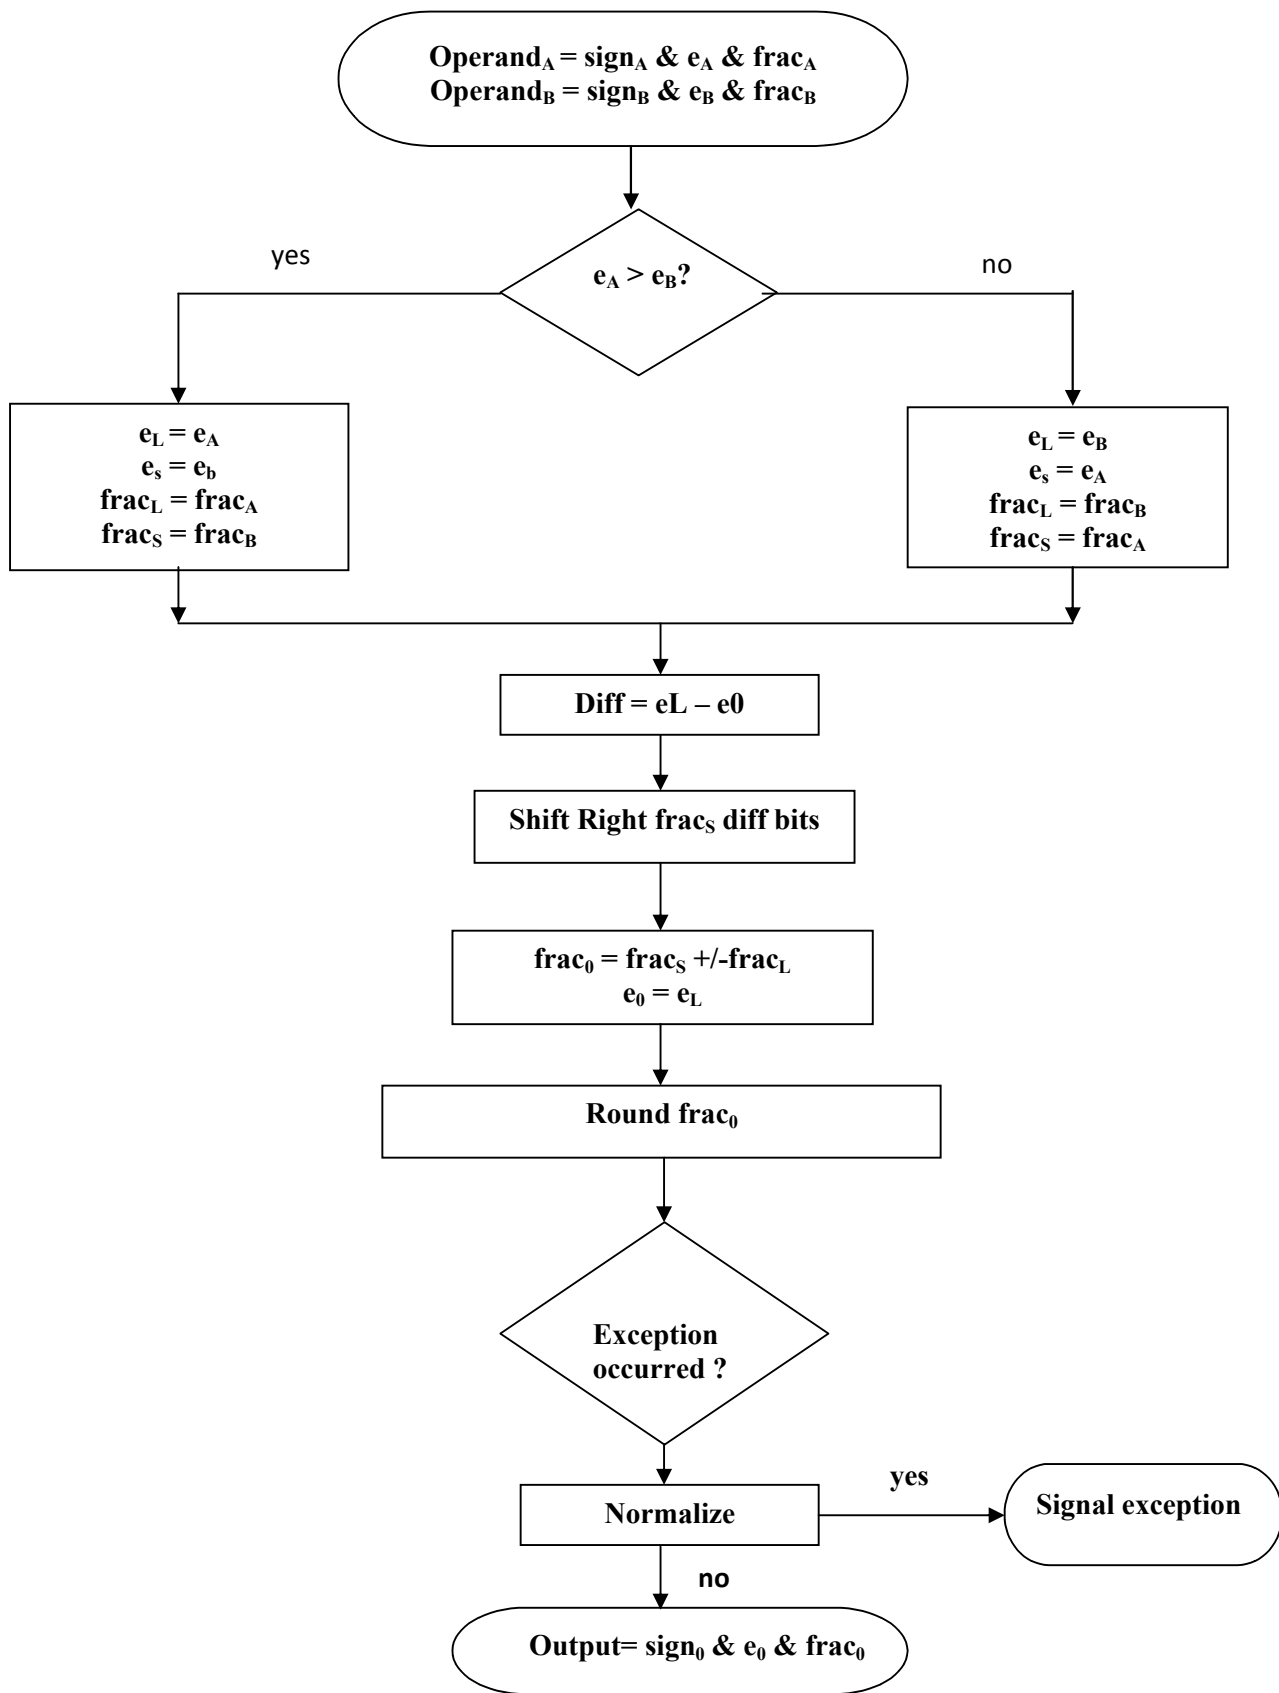 Operand_A = sign_A & e_A & frac_A
Operand_B = sign_B & e_B & frac_B
e_A > e_B?
yes
no
e_L = e_A
e_s = e_b
frac_L = frac_A
frac_S = frac_B
e_L = e_B
e_s = e_A
frac_L = frac_B
frac_S = frac_A
Diff = eL – e0
Shift Right frac_S diff bits
frac_0 = frac_S +/-frac_L
e_0 = e_L
Round frac_0
Exception
occurred ?
Normalize
yes
Signal exception
no
Output= sign_0 & e_0 & frac_0